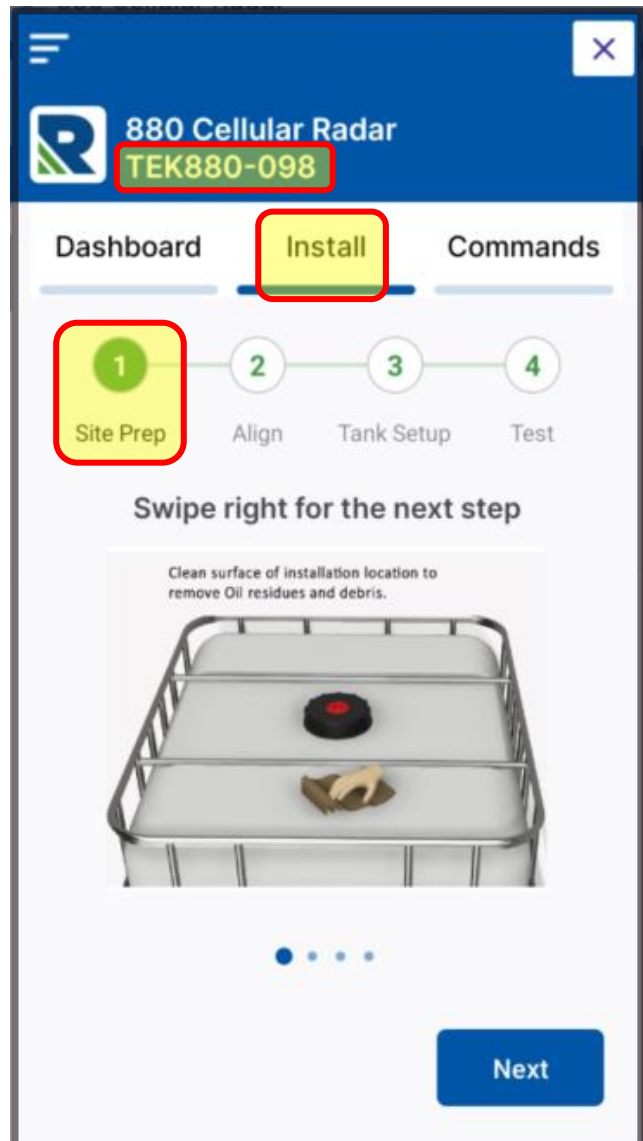 880 Cellular Radar
TEK880-098
Dashboard Install Commands
1 2 3 4
Site Prep Align Tank Setup Test
Swipe right for the next step
Clean surface of installation location to
remove Oil residues and debris.
Next